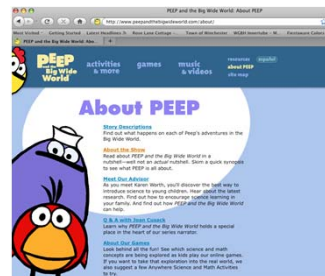 PEEP and the Big Wide World: About PEEP
http://www.peepandthebigwideworld.com/about/
Most Visited
Getting Started
Latest Headlines
Town of Winchester
PEEP and the Big Wide World: Abo...
PEEP
and the
Big Wide
World
activities
& more
games
music
& videos
español
about PEEP
site map
About PEEP
Story Descriptions
Find out what happens on each of Peep's adventures in the
Big Wide World.
About the Show
Read about PEEP and the Big Wide World in a
nutshell—well not an actual nutshell. Skim a quick synopsis
to see what PEEP is all about.
Meet Our Advisor
As you meet Karen Worth, you'll discover the best way to
introduce science to young children. Hear about the latest
research. Find out how to encourage science learning in
your family. And find out how PEEP and the Big Wide World
can help.
Q & A with Joan Cusack
Learn why PEEP and the Big Wide World holds a special
place in the heart of our series narrator.
About Our Games
Look behind all the fun! See which science and math
concepts are being explored as kids play our online games.
If you want to take that exploration into the real world, we
also suggest a few Anywhere Science and Math Activities
to try.